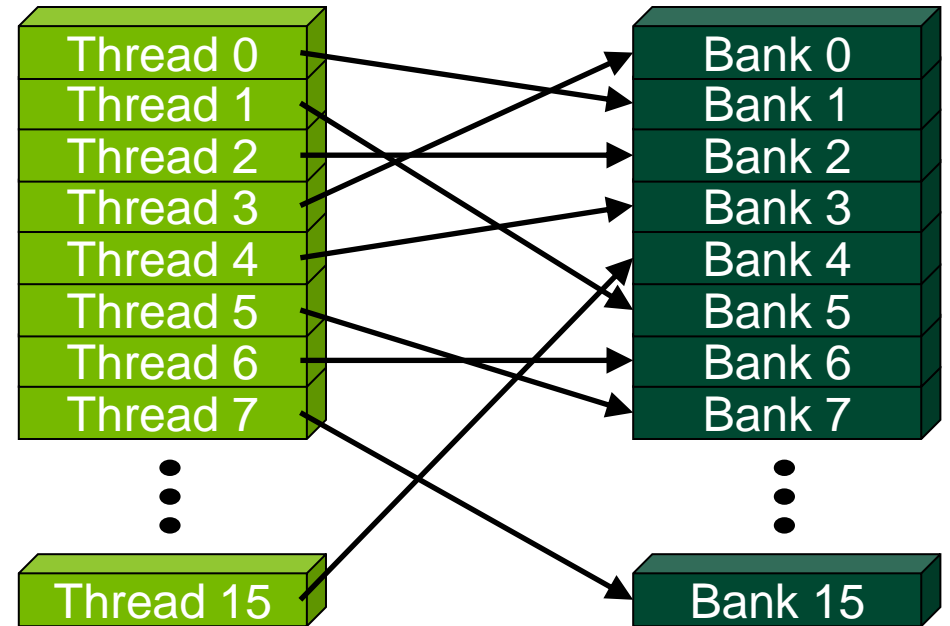 Thread 0
Thread 1
Thread 2
Thread 3
Thread 4
Thread 5
Thread 6
Thread 7
Thread 15
Bank 0
Bank 1
Bank 2
Bank 3
Bank 4
Bank 5
Bank 6
Bank 7
Bank 15